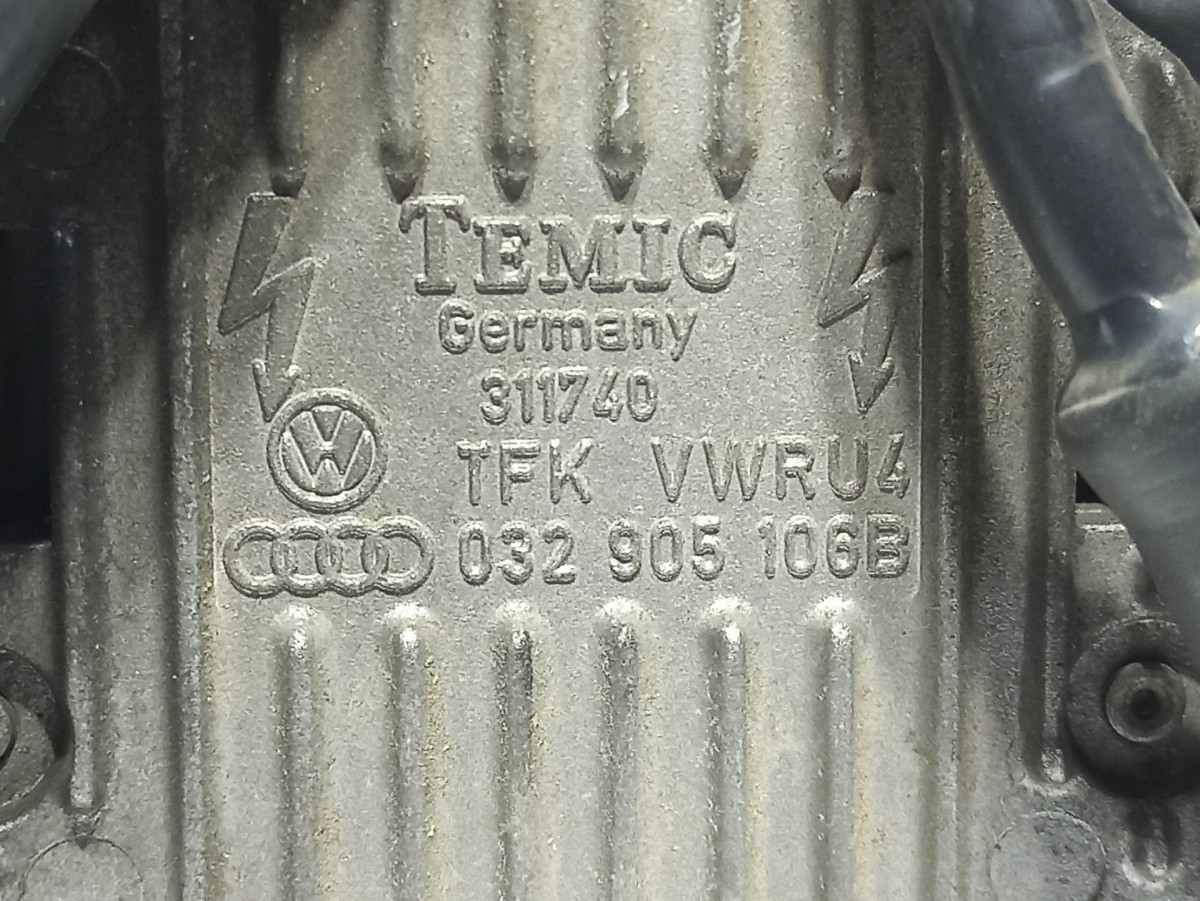 TEMIC
Germany
311740
TFK VWRU4
032 905 106B